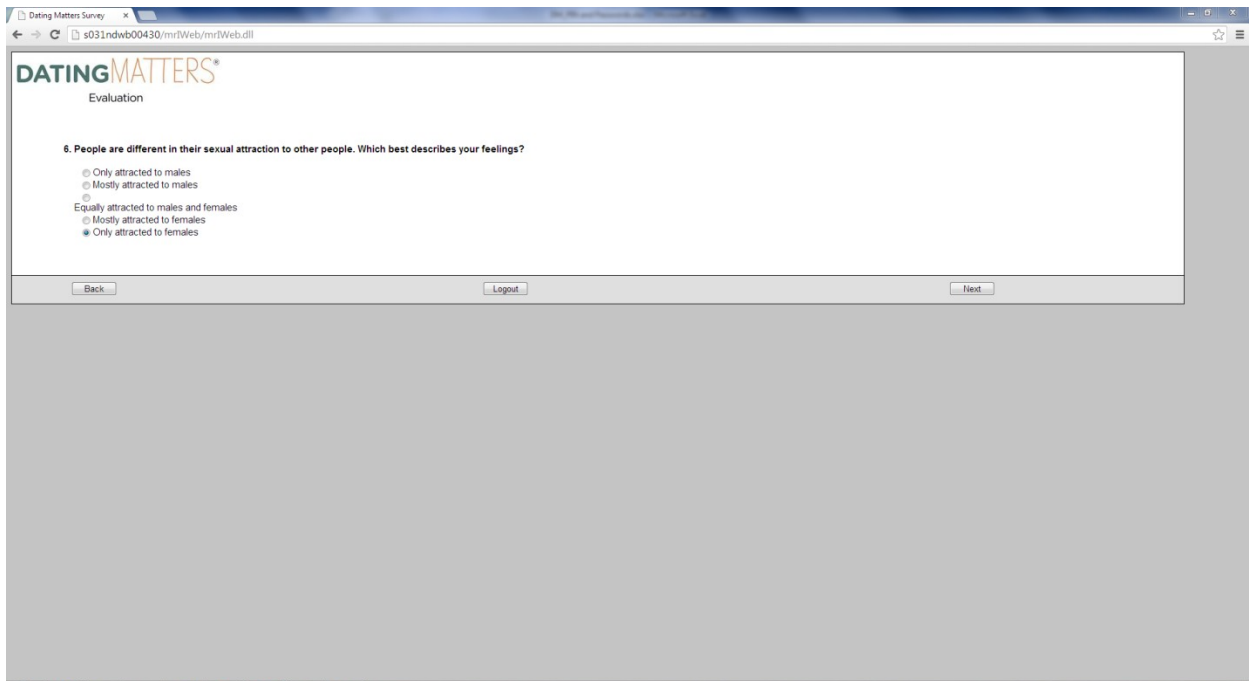 Dating Matters Survey
s031ndwb00430/mrIWeb/mrIWeb.dll
DATINGMATTERS®
Evaluation
6. People are different in their sexual attraction to other people. Which best describes your feelings?
Only attracted to males
Mostly attracted to males
Equally attracted to males and females
Mostly attracted to females
Only attracted to females
Back Logout Next